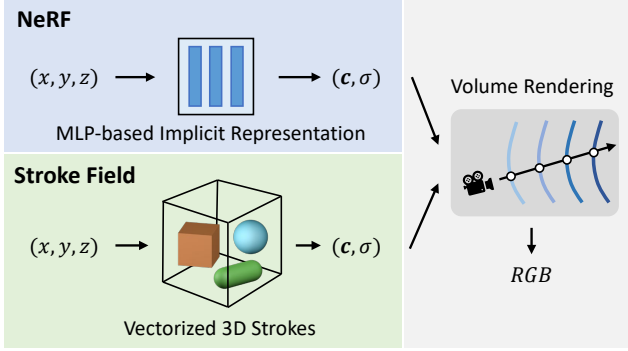 NeRF
(x, y, z)
(c, σ)
MLP-based Implicit Representation
Stroke Field
(x, y, z)
(c, σ)
Vectorized 3D Strokes
Volume Rendering
RGB